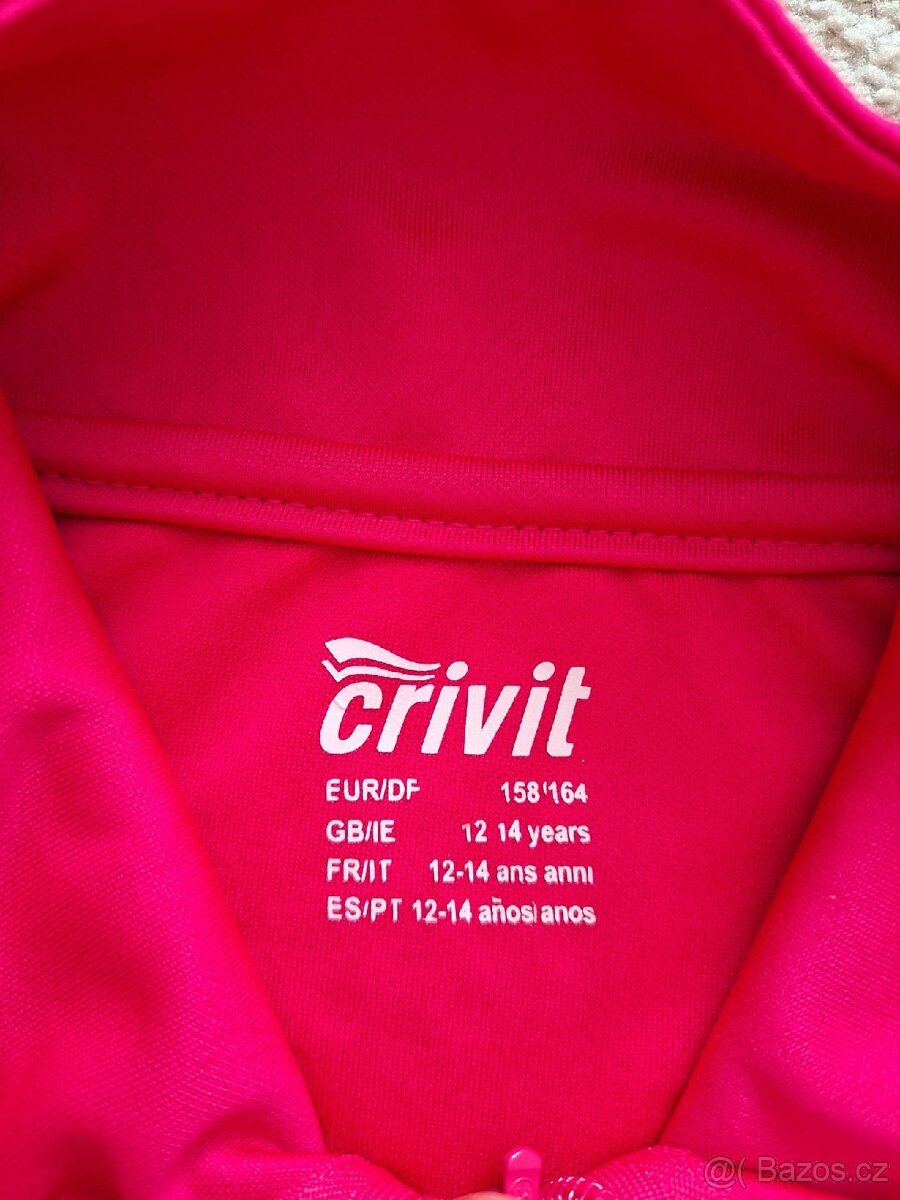 crivit
EUR/DE 158/164
GB/IE 12 14 years
FR/IT 12-14 ans anni
ES/PT 12-14 años anos
@( Bazos.cz